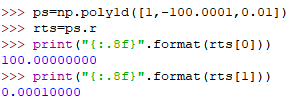 >>> ps=np.poly1d([1,-100.0001,0.01])
>>> rts=ps.r
>>> print("{:.8f}".format(rts[0]))
100.00000000
>>> print("{:.8f}".format(rts[1]))
0.00010000